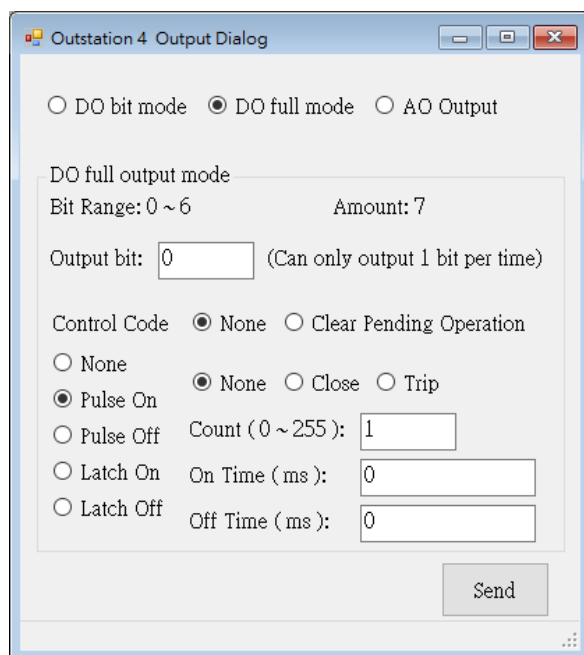 Outstation 4 Output Dialog
DO bit mode DO full mode AO Output
DO full output mode
Bit Range: 0 ~ 6 Amount: 7
Output bit: 0 (Can only output 1 bit per time)
Control Code None Clear Pending Operation
None
None Close Trip
Pulse On
Pulse Off
Count ( 0 ~ 255 ): 1
Latch On
On Time ( ms ): 0
Latch Off
Off Time ( ms ): 0
Send